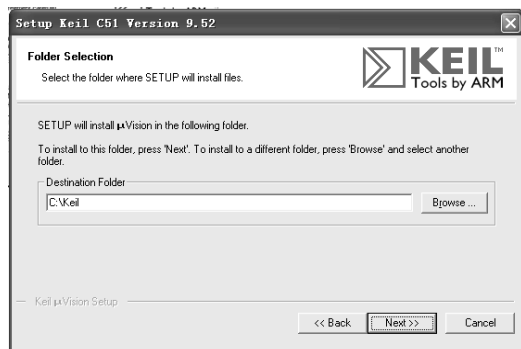 Setup Keil C51 Version 9.52
Folder Selection
Select the folder where SETUP will install files.
KEIL™
Tools by ARM
SETUP will install µVision in the following folder.
To install to this folder, press 'Next'. To install to a different folder, press 'Browse' and select another
folder.
Destination Folder
C:\Keil
Browse ...
Keil µVision Setup
<< Back
Next >>
Cancel